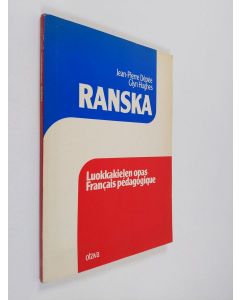 Jean-Pierre Dépée
Glyn Hughes
RANSKA
Luokkakielen opas
Français pédagogique
otava